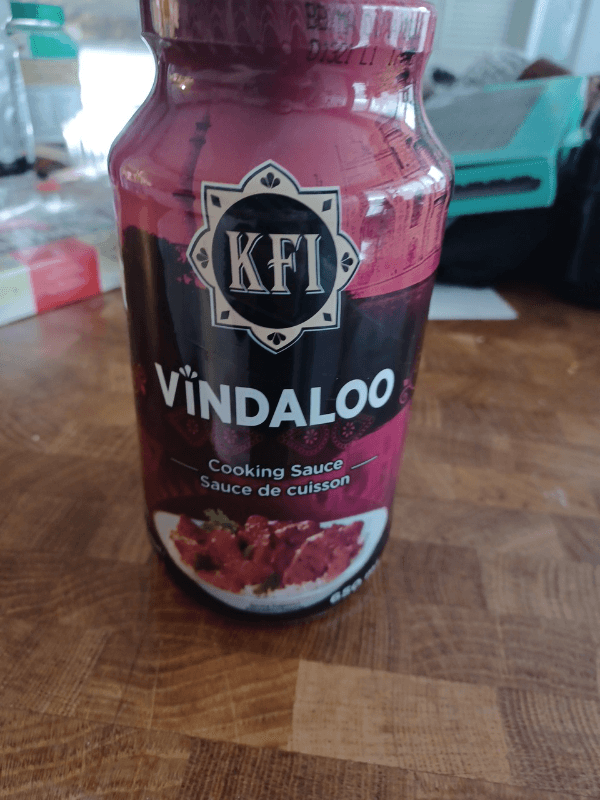 KFI
VINDALOO
Cooking Sauce
Sauce de cuisson